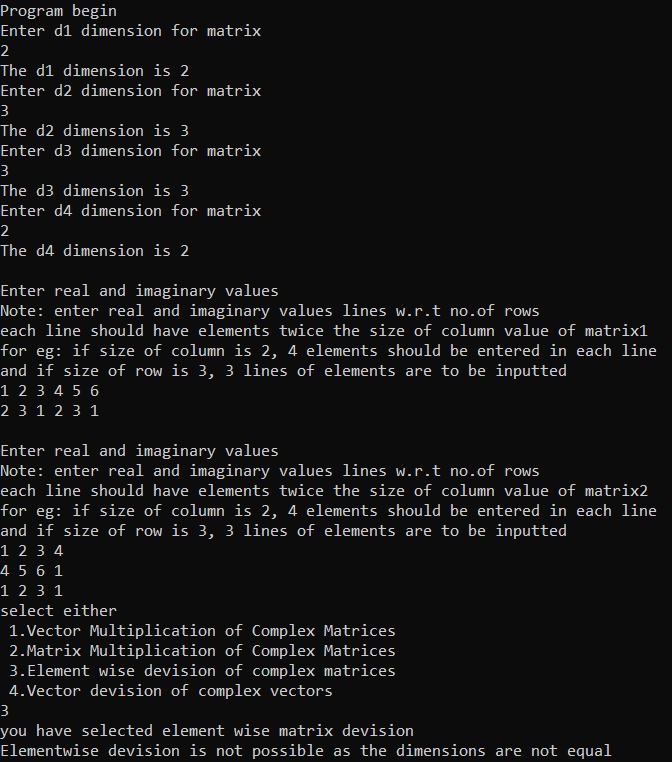 Program begin
Enter d1 dimension for matrix
2
The d1 dimension is 2
Enter d2 dimension for matrix
3
The d2 dimension is 3
Enter d3 dimension for matrix
3
The d3 dimension is 3
Enter d4 dimension for matrix
2
The d4 dimension is 2

Enter real and imaginary values
Note: enter real and imaginary values lines w.r.t no.of rows
each line should have elements twice the size of column value of matrix1
for eg: if size of column is 2, 4 elements should be entered in each line
and if size of row is 3, 3 lines of elements are to be inputted
1 2 3 4 5 6
2 3 1 2 3 1

Enter real and imaginary values
Note: enter real and imaginary values lines w.r.t no.of rows
each line should have elements twice the size of column value of matrix2
for eg: if size of column is 2, 4 elements should be entered in each line
and if size of row is 3, 3 lines of elements are to be inputted
1 2 3 4
4 5 6 1
1 2 3 1
select either
 1.Vector Multiplication of Complex Matrices
 2.Matrix Multiplication of Complex Matrices
 3.Element wise devision of complex matrices
 4.Vector devision of complex vectors
3
you have selected element wise matrix devision
Elementwise devision is not possible as the dimensions are not equal